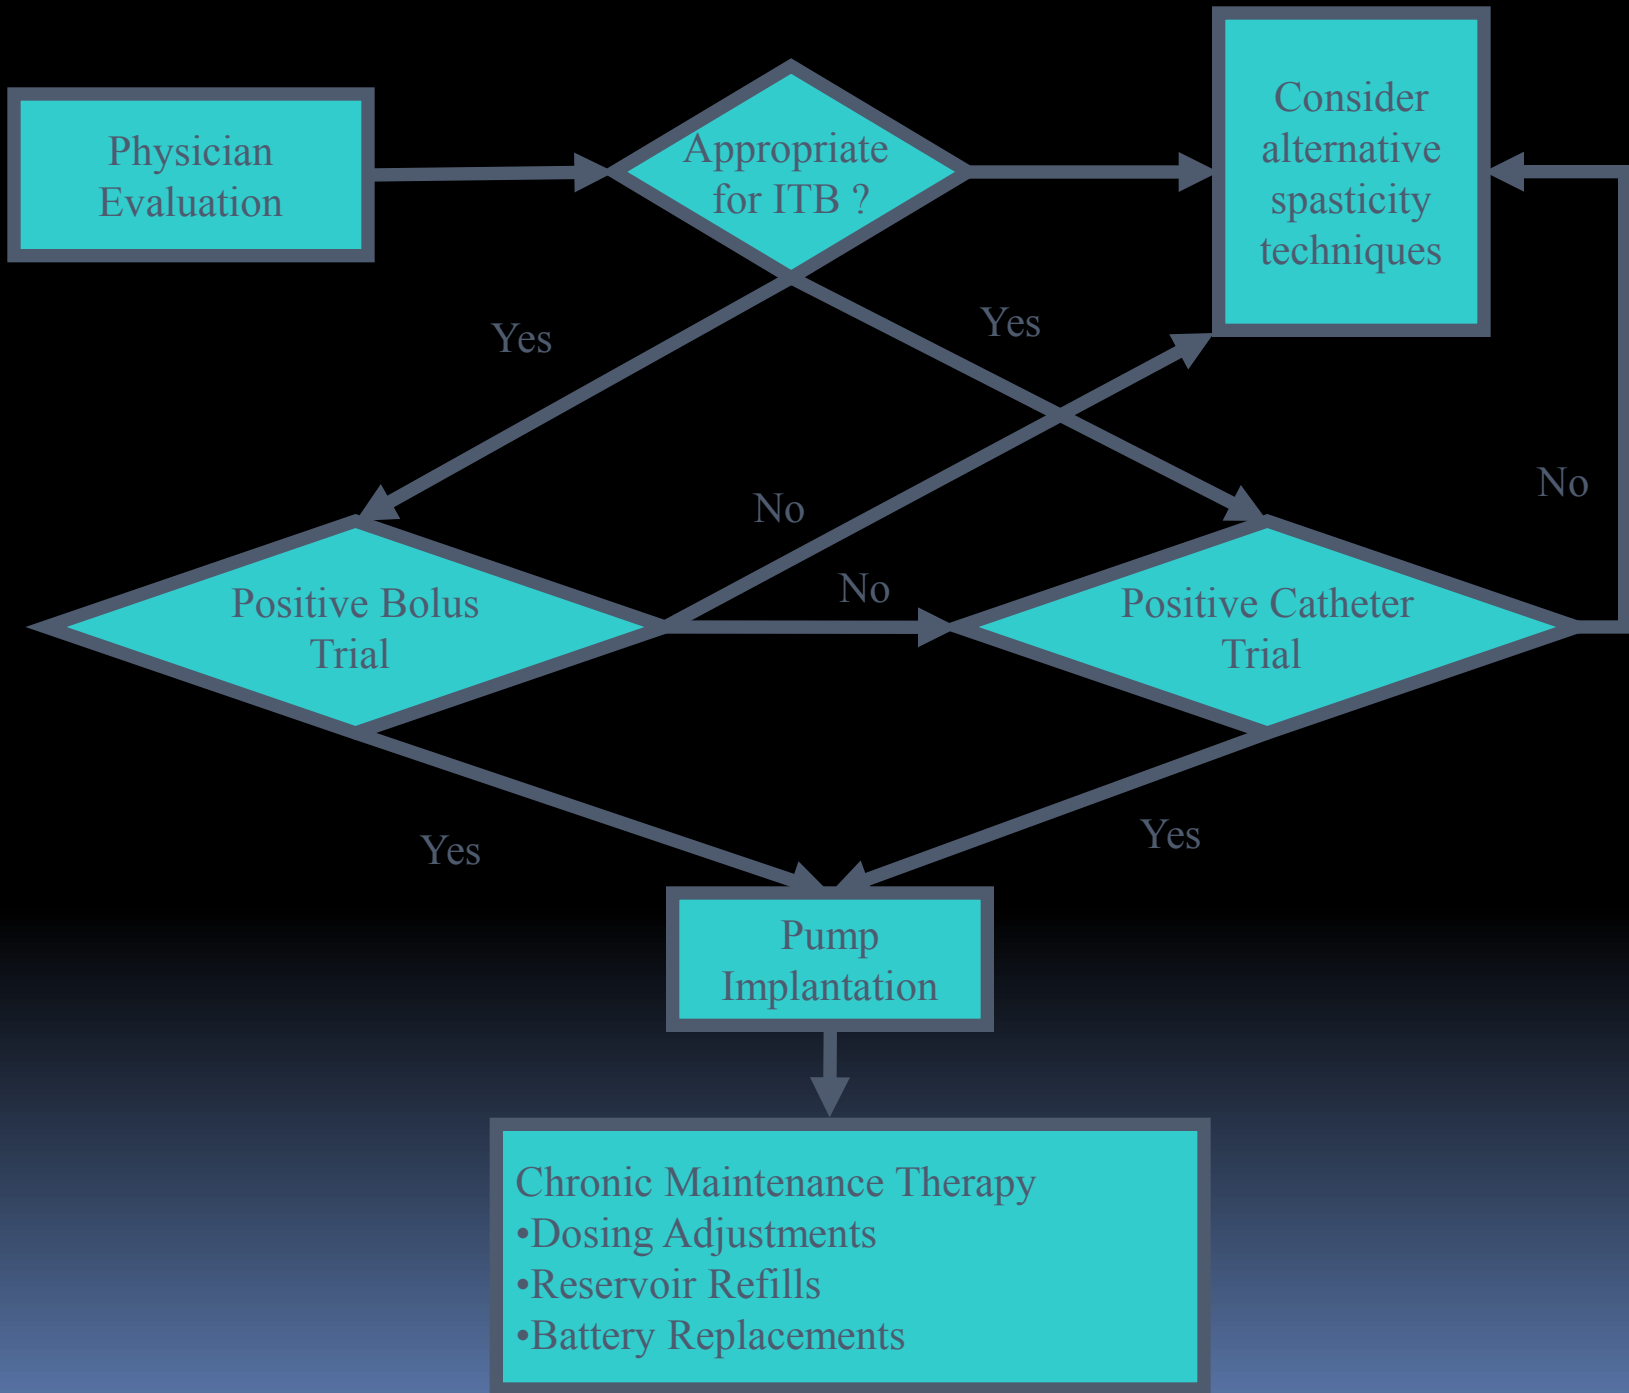 Physician
Evaluation
Appropriate
for ITB ?
Consider
alternative
spasticity
techniques
Yes
Yes
No
No
No
Positive Bolus
Trial
Positive Catheter
Trial
Yes
Yes
Pump
Implantation
Chronic Maintenance Therapy
•Dosing Adjustments
•Reservoir Refills
•Battery Replacements